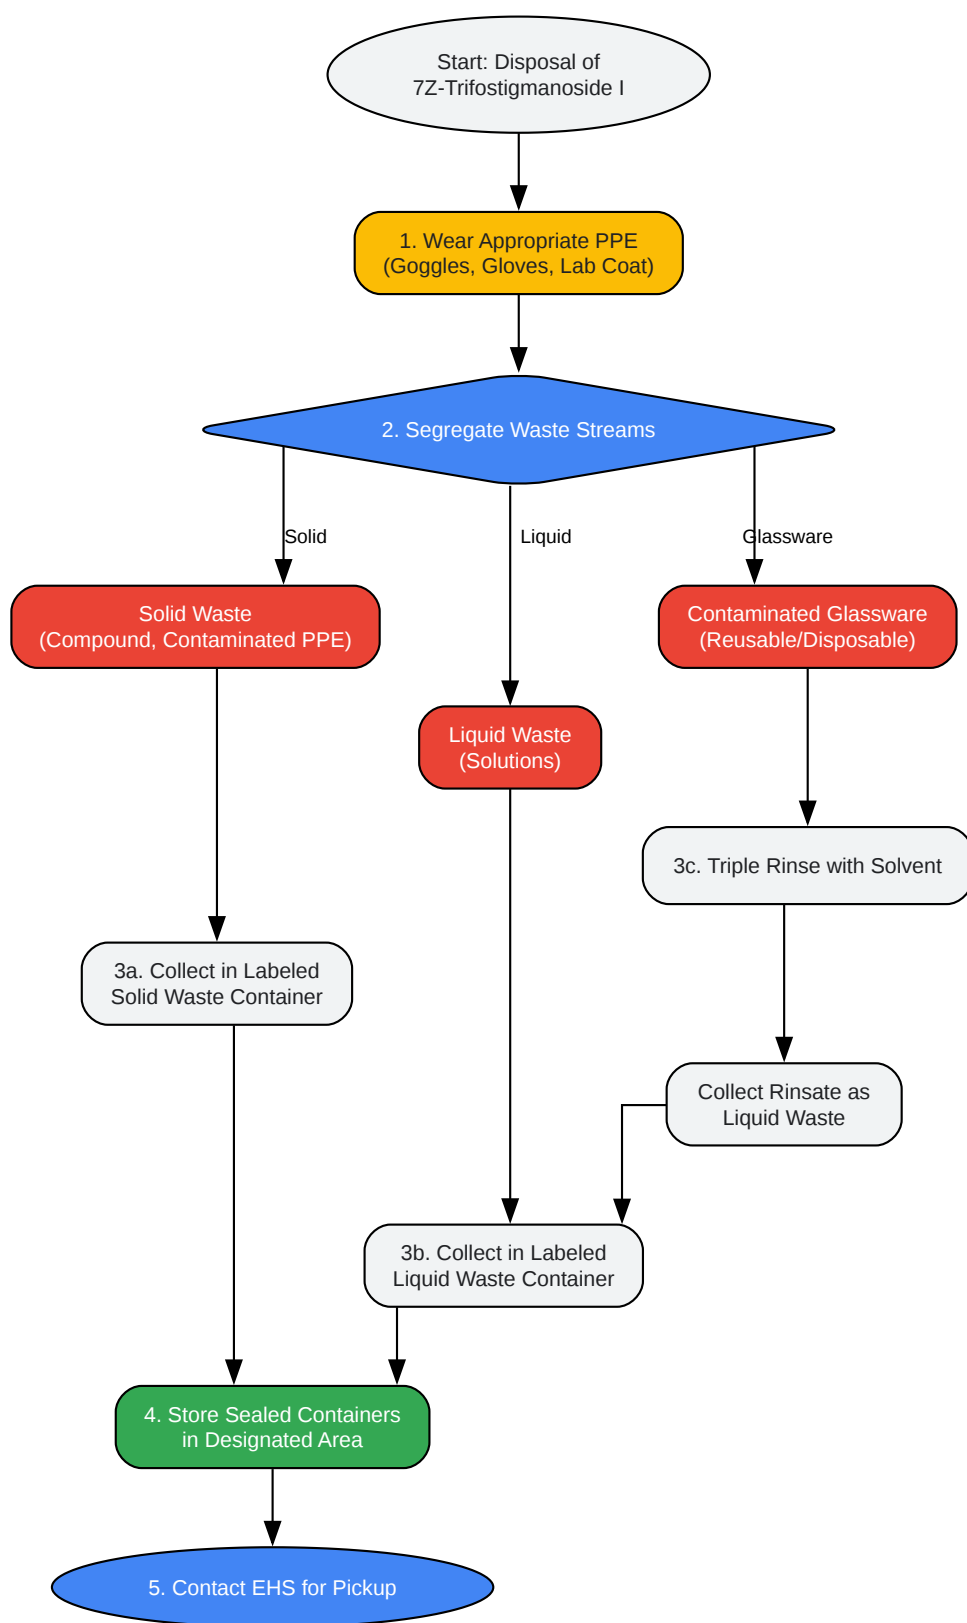 Start: Disposal of
7Z-Trifostigmanoside I
1. Wear Appropriate PPE
(Goggles, Gloves, Lab Coat)
2. Segregate Waste Streams
Solid
Liquid
Glassware
Solid Waste
(Compound, Contaminated PPE)
Contaminated Glassware
(Reusable/Disposable)
Liquid Waste
(Solutions)
3c. Triple Rinse with Solvent
3a. Collect in Labeled
Solid Waste Container
Collect Rinsate as
Liquid Waste
3b. Collect in Labeled
Liquid Waste Container
4. Store Sealed Containers
in Designated Area
5. Contact EHS for Pickup